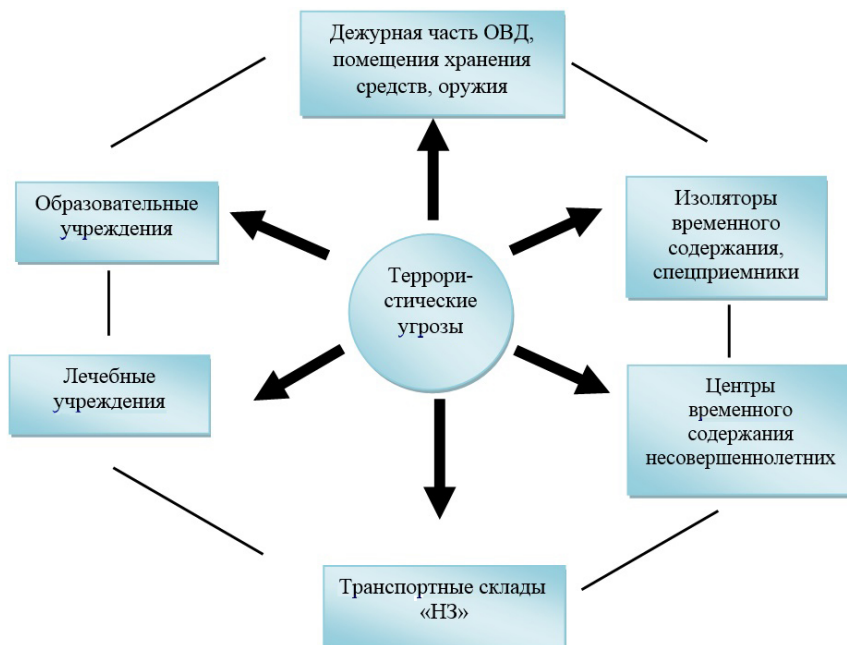 Дежурная часть ОВД,
помещения хранения
средств, оружия
Образовательные
учреждения
Изоляторы
временного
содержания,
спецприемники
Террори-
стические
угрозы
Лечебные
учреждения
Центры
временного
содержания
несовершеннолетних
Транспортные склады
«НЗ»